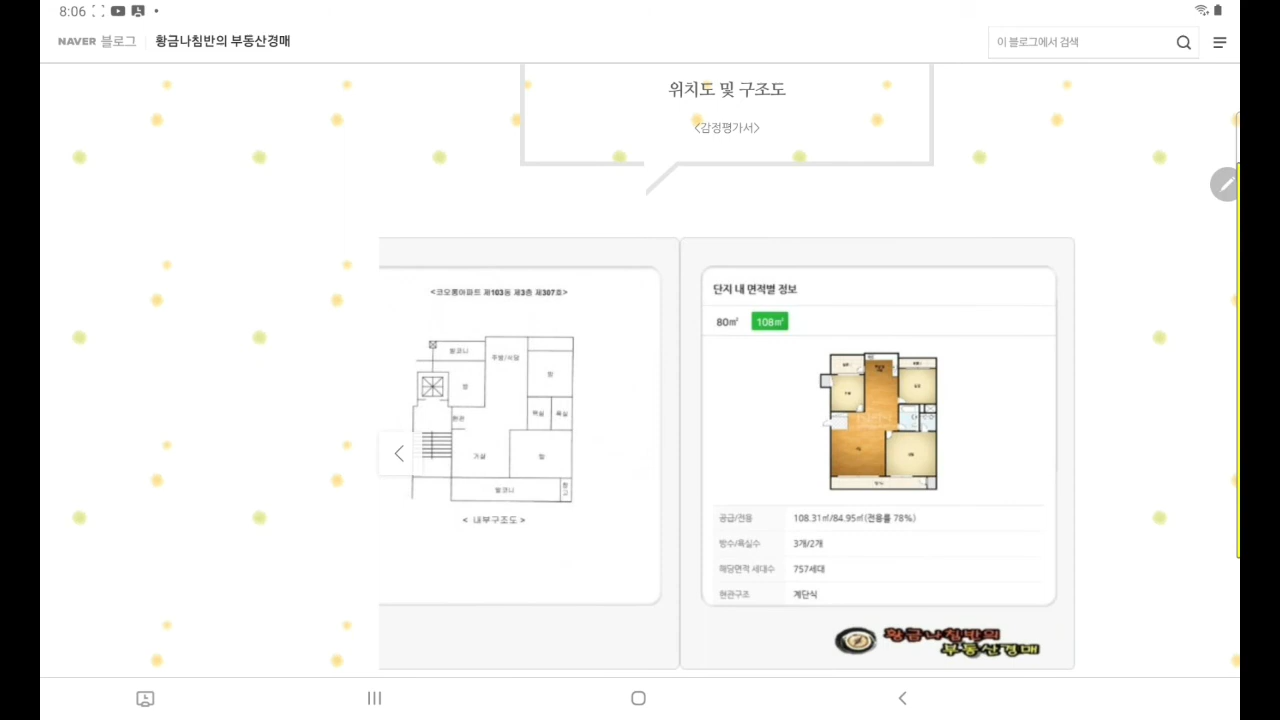 8:06
NAVER 블로그 황금나침반의 부동산경매
이 블로그에서 검색
위치도 및 구조도
<감정평가서>
<코오롱아파트 제103동 제3층 제307호>
발코니
주방/식당
방
방
현관
욕실
욕실
거실
방
발코니
< 내부구조도 >
단지 내 면적별 정보
80㎡ 108㎡
공급/전용 108.31㎡/84.95㎡(전용률 78%)
방수/욕실수 3개/2개
해당면적 세대수 757세대
현관구조 계단식
황금나침반의
부동산경매